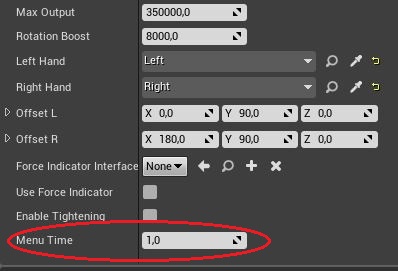 Max Output 350000,0
Rotation Boost 8000,0
Left Hand Left
Right Hand Right
Offset L X 0,0 Y 90,0 Z 0,0
Offset R X 180,0 Y 90,0 Z 0,0
Force Indicator Interface None
Use Force Indicator
Enable Tightening
Menu Time 1,0